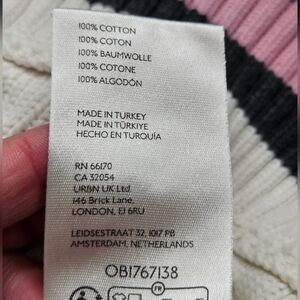 100% COTTON
100% COTON
100% BAUMWOLLE
100% COTONE
100% ALGODÓN
MADE IN TURKEY
MADE IN TÜRKIYE
HECHO EN TURQUÍA
RN 66170
CA 32054
URBN UK Ltd
146 Brick Lane,
LONDON, E1 6RU
LEIDSESTRAAT 32, 1017 PB
AMSTERDAM, NETHERLANDS
OB1767138
FR